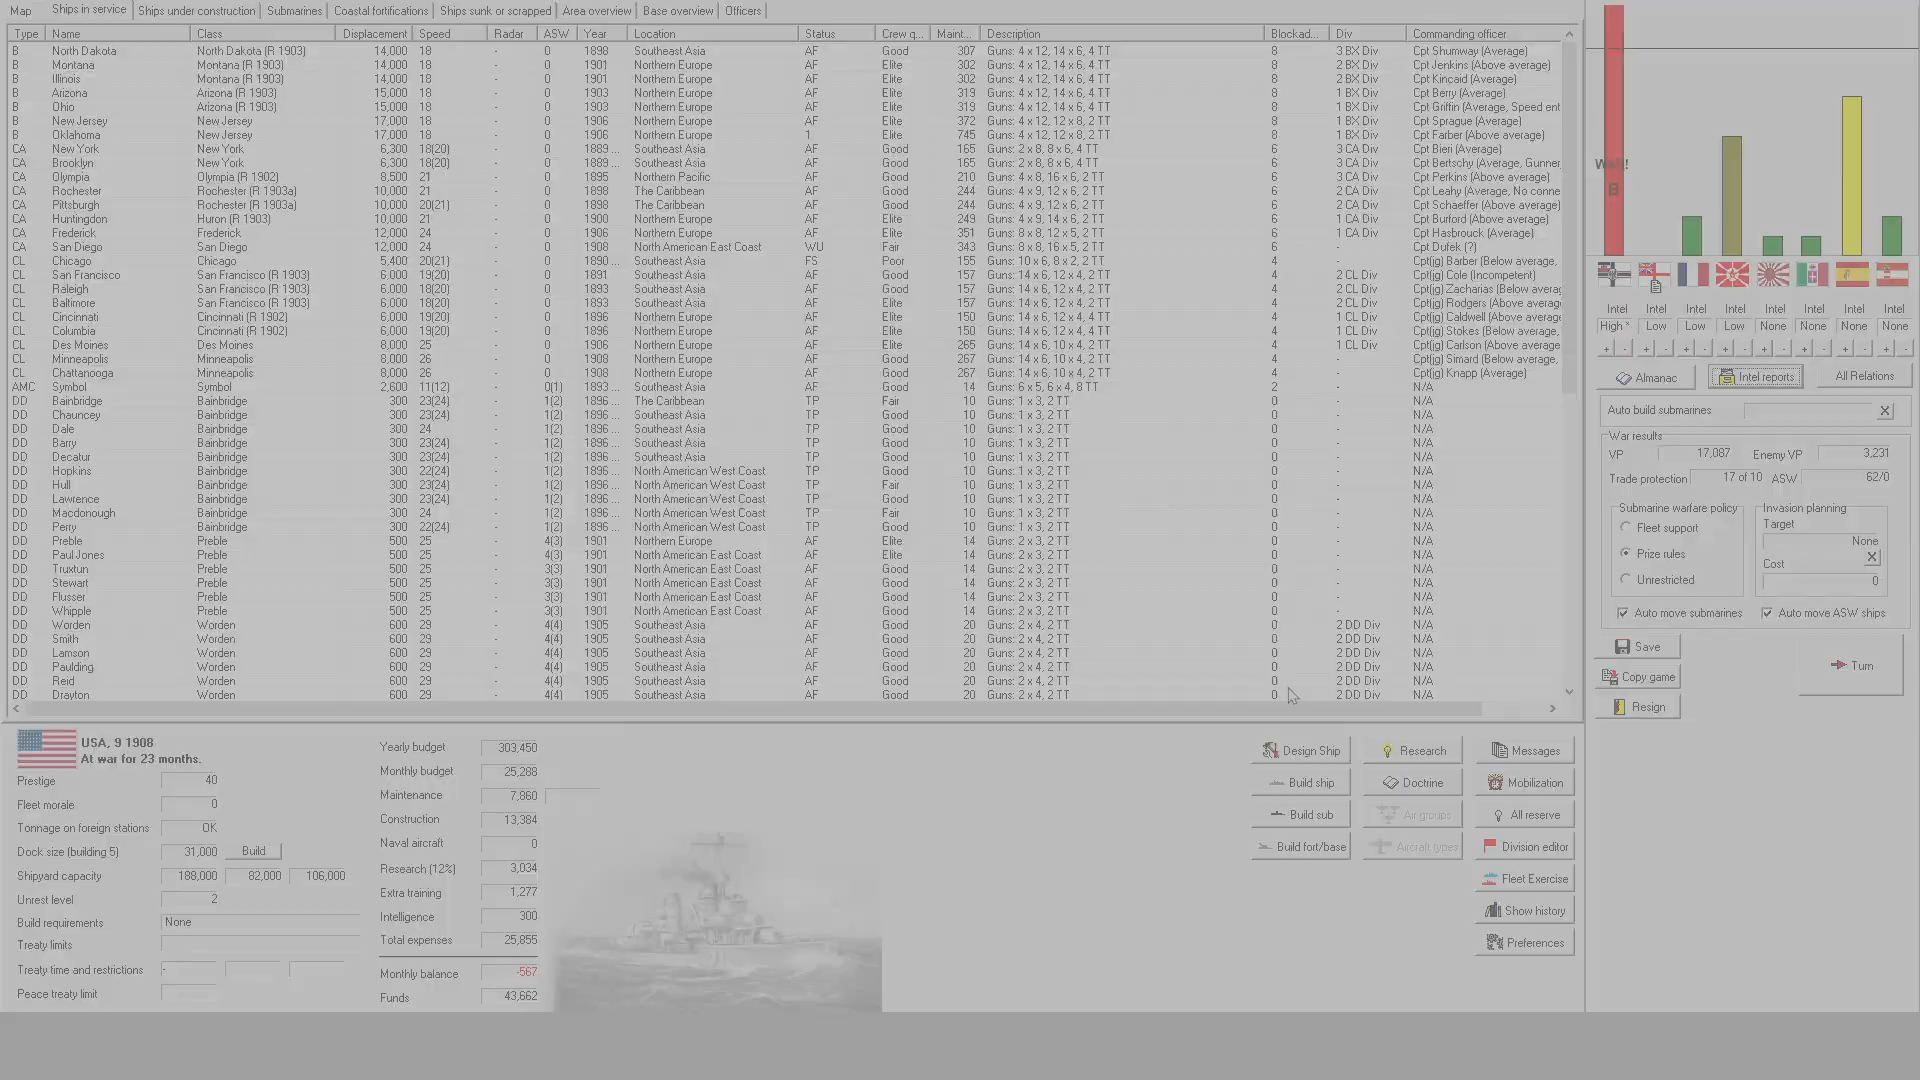 Map Ships in service Ships under construction Submarines Coastal fortifications Ships sunk or scrapped Area overview Base overview Officers
Type Name Class Displacement Speed Radar ASW Year Location Status Crew q... Maint... Description Blockad... Div Commanding officer
B North Dakota North Dakota (R 1903) 14,000 18 - 0 1898 Southeast Asia AF Good 307 Guns: 4 x 12, 14 x 6, 4 TT 8 3 BX Div Cpt Shumway (Average)
B Montana Montana (R 1903) 14,000 18 - 0 1901 Northern Europe AF Elite 302 Guns: 4 x 12, 14 x 6, 4 TT 8 2 BX Div Cpt Jenkins (Above average)
B Illinois Montana (R 1903) 14,000 18 - 0 1901 Northern Europe AF Elite 302 Guns: 4 x 12, 14 x 6, 4 TT 8 2 BX Div Cpt Kincaid (Average)
B Arizona Arizona (R 1903) 15,000 18 - 0 1903 Northern Europe AF Elite 319 Guns: 4 x 12, 14 x 6, 4 TT 8 1 BX Div Cpt Berry (Average)
B Ohio Arizona (R 1903) 15,000 18 - 0 1903 Northern Europe AF Elite 319 Guns: 4 x 12, 14 x 6, 4 TT 8 1 BX Div Cpt Griffin (Average, Speed ent
B New Jersey New Jersey 17,000 18 - 0 1906 Northern Europe AF Elite 372 Guns: 4 x 12, 12 x 8, 2 TT 8 1 BX Div Cpt Sprague (Average)
B Oklahoma New Jersey 17,000 18 - 0 1906 Northern Europe 1 Elite 745 Guns: 4 x 12, 12 x 8, 2 TT 8 1 BX Div Cpt Farber (Above average)
CA New York New York 6,300 18(20) - 0 1889 ... Southeast Asia AF Good 165 Guns: 2 x 8, 8 x 6, 4 TT 6 3 CA Div Cpt Bieri (Average)
CA Brooklyn New York 6,300 18(20) - 0 1889 ... Southeast Asia AF Good 165 Guns: 2 x 8, 8 x 6, 4 TT 6 3 CA Div Cpt Bertschy (Average, Gunner
CA Olympia Olympia (R 1902) 8,500 21 - 0 1895 Northern Pacific AF Good 210 Guns: 4 x 8, 16 x 6, 2 TT 6 3 CA Div Cpt Perkins (Average)
CA Rochester Rochester (R 1903a) 10,000 21 - 0 1898 The Caribbean AF Good 244 Guns: 4 x 9, 12 x 6, 2 TT 6 2 CA Div Cpt Leahy (Average, No conne
CA Pittsburgh Rochester (R 1903a) 10,000 20(21) - 0 1898 The Caribbean AF Good 244 Guns: 4 x 9, 12 x 6, 2 TT 6 2 CA Div Cpt Schaeffer (Above average)
CA Huntingdon Huron (R 1903) 10,000 21 - 0 1900 Northern Europe AF Elite 249 Guns: 4 x 9, 14 x 6, 2 TT 6 1 CA Div Cpt Burford (Above average)
CA Frederick Frederick 12,000 24 - 0 1906 Northern Europe AF Elite 351 Guns: 8 x 8, 12 x 5, 2 TT 6 1 CA Div Cpt Hasbrouck (Average)
CA San Diego San Diego 12,000 24 - 0 1908 North American East Coast WU Fair 343 Guns: 8 x 8, 16 x 5, 2 TT 6 - Cpt Dufek (?)
CL Chicago Chicago 5,400 20(21) - 0 1890 ... Southeast Asia FS Poor 155 Guns: 10 x 6, 8 x 2, 2 TT 4 - Cpt(jg) Barber (Below average,
CL San Francisco San Francisco (R 1903) 6,000 19(20) - 0 1891 Southeast Asia AF Good 157 Guns: 14 x 6, 12 x 4, 2 TT 4 2 CL Div Cpt(jg) Cole (Incompetent)
CL Raleigh San Francisco (R 1903) 6,000 18(20) - 0 1893 Southeast Asia AF Good 157 Guns: 14 x 6, 12 x 4, 2 TT 4 2 CL Div Cpt(jg) Zacharias (Below averag
CL Baltimore San Francisco (R 1903) 6,000 18(20) - 0 1893 Southeast Asia AF Elite 157 Guns: 14 x 6, 12 x 4, 2 TT 4 2 CL Div Cpt(jg) Rodgers (Above averag
CL Cincinnati Cincinnati (R 1902) 6,000 19(20) - 0 1896 Northern Europe AF Elite 150 Guns: 14 x 6, 12 x 4, 4 TT 4 1 CL Div Cpt(jg) Caldwell (Above average
CL Columbia Cincinnati (R 1902) 6,000 19(20) - 0 1896 Northern Europe AF Elite 150 Guns: 14 x 6, 12 x 4, 4 TT 4 1 CL Div Cpt(jg) Stokes (Below average,
CL Des Moines Des Moines 8,000 25 - 0 1906 Northern Europe AF Elite 265 Guns: 14 x 6, 10 x 4, 2 TT 4 1 CL Div Cpt(jg) Carlson (Above average
CL Minneapolis Minneapolis 8,000 26 - 0 1908 Northern Europe AF Good 267 Guns: 14 x 6, 10 x 4, 2 TT 4 - Cpt(jg) Simard (Below average,
CL Chattanooga Minneapolis 8,000 26 - 0 1908 Northern Europe AF Good 267 Guns: 14 x 6, 10 x 4, 2 TT 4 - Cpt(jg) Knapp (Average)
AMC Symbol Symbol 2,600 11(12) - 0(1) 1893 ... Southeast Asia AF Good 14 Guns: 6 x 5, 6 x 4, 8 TT 2 - N/A
DD Bainbridge Bainbridge 300 23(24) - 1(2) 1896 ... The Caribbean TP Fair 10 Guns: 1 x 3, 2 TT 0 - N/A
DD Chauncey Bainbridge 300 23(24) - 1(2) 1896 ... Southeast Asia TP Good 10 Guns: 1 x 3, 2 TT 0 - N/A
DD Dale Bainbridge 300 24 - 1(2) 1896 ... Southeast Asia TP Good 10 Guns: 1 x 3, 2 TT 0 - N/A
DD Barry Bainbridge 300 23(24) - 1(2) 1896 ... Southeast Asia TP Good 10 Guns: 1 x 3, 2 TT 0 - N/A
DD Decatur Bainbridge 300 23(24) - 1(2) 1896 ... Southeast Asia TP Good 10 Guns: 1 x 3, 2 TT 0 - N/A
DD Hopkins Bainbridge 300 22(24) - 1(2) 1896 ... North American West Coast TP Good 10 Guns: 1 x 3, 2 TT 0 - N/A
DD Hull Bainbridge 300 23(24) - 1(2) 1896 ... North American West Coast TP Fair 10 Guns: 1 x 3, 2 TT 0 - N/A
DD Lawrence Bainbridge 300 23(24) - 1(2) 1896 ... North American West Coast TP Good 10 Guns: 1 x 3, 2 TT 0 - N/A
DD Macdonough Bainbridge 300 24 - 1(2) 1896 ... North American West Coast TP Fair 10 Guns: 1 x 3, 2 TT 0 - N/A
DD Perry Bainbridge 300 22(24) - 1(2) 1896 ... North American West Coast TP Good 10 Guns: 1 x 3, 2 TT 0 - N/A
DD Preble Preble 500 25 - 4(3) 1901 Northern Europe AF Elite 14 Guns: 2 x 3, 2 TT 0 - N/A
DD Paul Jones Preble 500 25 - 4(3) 1901 North American East Coast AF Elite 14 Guns: 2 x 3, 2 TT 0 - N/A
DD Truxtun Preble 500 25 - 3(3) 1901 North American East Coast AF Good 14 Guns: 2 x 3, 2 TT 0 - N/A
DD Stewart Preble 500 25 - 3(3) 1901 North American East Coast AF Good 14 Guns: 2 x 3, 2 TT 0 - N/A
DD Flusser Preble 500 25 - 3(3) 1901 North American East Coast AF Good 14 Guns: 2 x 3, 2 TT 0 - N/A
DD Whipple Preble 500 25 - 3(3) 1901 North American East Coast AF Good 14 Guns: 2 x 3, 2 TT 0 - N/A
DD Worden Worden 600 29 - 4(4) 1905 Southeast Asia AF Good 20 Guns: 2 x 4, 2 TT 0 2 DD Div N/A
DD Smith Worden 600 29 - 4(4) 1905 Southeast Asia AF Good 20 Guns: 2 x 4, 2 TT 0 2 DD Div N/A
DD Lamson Worden 600 29 - 4(4) 1905 Southeast Asia AF Good 20 Guns: 2 x 4, 2 TT 0 2 DD Div N/A
DD Paulding Worden 600 29 - 4(4) 1905 Southeast Asia AF Good 20 Guns: 2 x 4, 2 TT 0 2 DD Div N/A
DD Reid Worden 600 29 - 4(4) 1905 Southeast Asia AF Good 20 Guns: 2 x 4, 2 TT 0 2 DD Div N/A
DD Drayton Worden 600 29 - 4(4) 1905 Southeast Asia AF Good 20 Guns: 2 x 4, 2 TT 0 2 DD Div N/A
Intel Intel Intel Intel Intel Intel Intel Intel
High * Low Low Low None None None None
+ - + - + - + - + - + - + - + -
Almanac Intel reports All Relations
Auto build submarines X
War results
VP 17,087 Enemy VP 3,231
Trade protection 17 of 10 ASW 62/0
Submarine warfare policy
Fleet support
Prize rules
Unrestricted
Invasion planning
Target
None
Cost X
0
Auto move submarines Auto move ASW ships
Save
Copy game
Resign
Turn
USA, 9 1908
At war for 23 months.
Prestige 40
Fleet morale 0
Tonnage on foreign stations OK
Dock size (building 5) 31,000 Build
Shipyard capacity 188,000 82,000 106,000
Unrest level 2
Build requirements None
Treaty limits
Treaty time and restrictions -
Peace treaty limit
Yearly budget 303,450
Monthly budget 25,288
Maintenance 7,860
Construction 13,384
Naval aircraft 0
Research (12%) 3,034
Extra training 1,277
Intelligence 300
Total expenses 25,855
Monthly balance -567
Funds 43,662
Design Ship Research Messages
Build ship Doctrine Mobilization
Build sub Air groups All reserve
Build fort/base Aircraft types Division editor
Fleet Exercise
Show history
Preferences